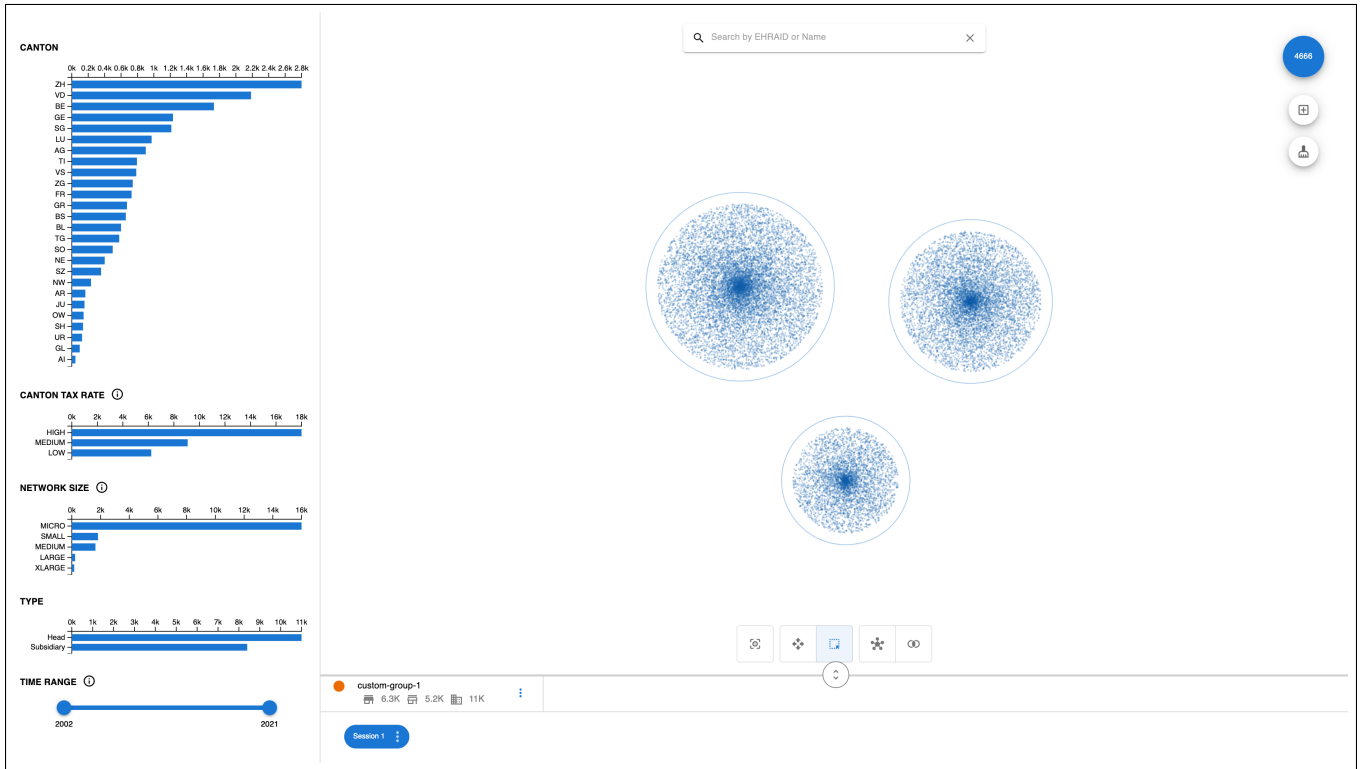 Search by EHRAID or Name
4666
CANTON
0k 0.2k 0.4k 0.6k 0.8k 1k 1.2k 1.4k 1.6k 1.8k 2k 2.2k 2.4k 2.6k 2.8k
ZH
VD
BE
GE
SG
LU
AG
TI
VS
ZG
FR
GR
BS
BL
TG
SO
NE
SZ
NW
AR
JU
OW
SH
UR
GL
AI
CANTON TAX RATE
0k 2k 4k 6k 8k 10k 12k 14k 16k 18k
HIGH
MEDIUM
LOW
NETWORK SIZE
0k 2k 4k 6k 8k 10k 12k 14k 16k
MICRO
SMALL
MEDIUM
LARGE
XLARGE
TYPE
0k 1k 2k 3k 4k 5k 6k 7k 8k 9k 10k 11k
Head
Subsidiary
TIME RANGE
2002 2021
custom-group-1
6.3K 5.2K 11K
Session 1